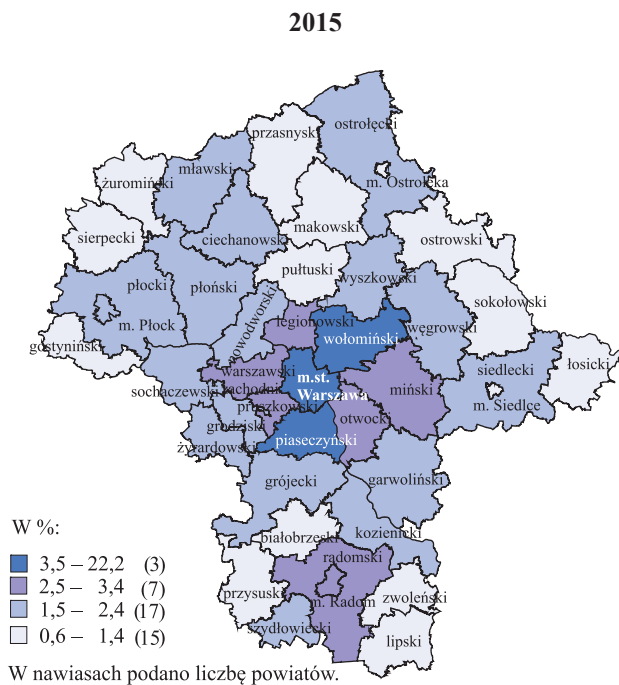 2015
ostrołęcki
przasnyski
mławski
m. Ostrołęka
żuromiński
makowski
sierpecki
ciechanowski
ostrowski
pułtuski
wyszkowski
płocki
płoński
sokołowski
nowodworski
m. Płock
regionowski
węgrowski
wołomiński
gostyniński
łosicki
warszawski
siedlecki
zachodni
m.st.
miński
sochaczewski
Warszawa
m. Siedlce
pruszkowski
otwocki
grodziski
piaseczyński
żyrardowski
grójecki
garwoliński
kozienicki
białobrzeski
radomski
przysuski
zwoleński
m. Radom
szydłowiecki
lipski
W %:
3,5 – 22,2 (3)
2,5 – 3,4 (7)
1,5 – 2,4 (17)
0,6 – 1,4 (15)
W nawiasach podano liczbę powiatów.